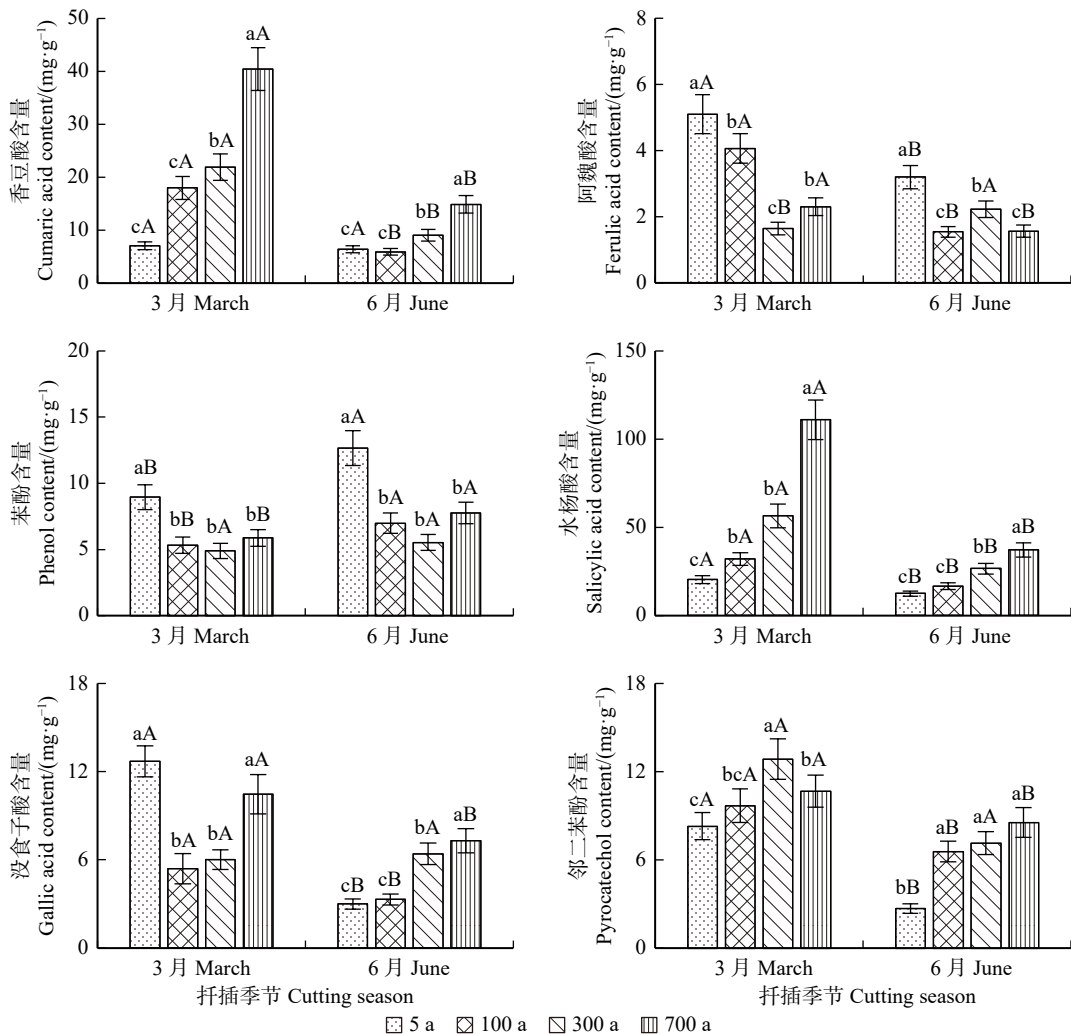 香豆酸含量
Cumaric acid content/(mg·g⁻¹)
50
40
30
20
10
0
cA
cA
bA
aA
cA
cB
bB
aB
3 月 March
6 月 June
阿魏酸含量
Ferulic acid content/(mg·g⁻¹)
8
6
4
2
0
aA
bA
cB
bA
aB
cB
bA
cB
3 月 March
6 月 June
苯酚含量
Phenol content/(mg·g⁻¹)
20
15
10
5
0
aB
bB
bA
bB
aA
bA
bA
bA
3 月 March
6 月 June
水杨酸含量
Salicylic acid content/(mg·g⁻¹)
150
100
50
0
cA
bA
bA
aA
cB
cB
bB
aB
3 月 March
6 月 June
没食子酸含量
Gallic acid content/(mg·g⁻¹)
18
12
6
0
aA
bA
bA
aA
cB
cB
bA
aB
3 月 March
6 月 June
扦插季节 Cutting season
邻二苯酚含量
Pyrocatechol content/(mg·g⁻¹)
18
12
6
0
cA
bcA
aA
bA
bB
aB
aA
aB
3 月 March
6 月 June
扦插季节 Cutting season
5 a 100 a 300 a 700 a